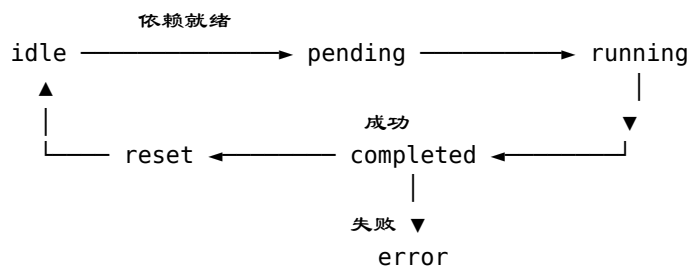 依赖就绪
idle pending running
成功
reset completed
失败
error